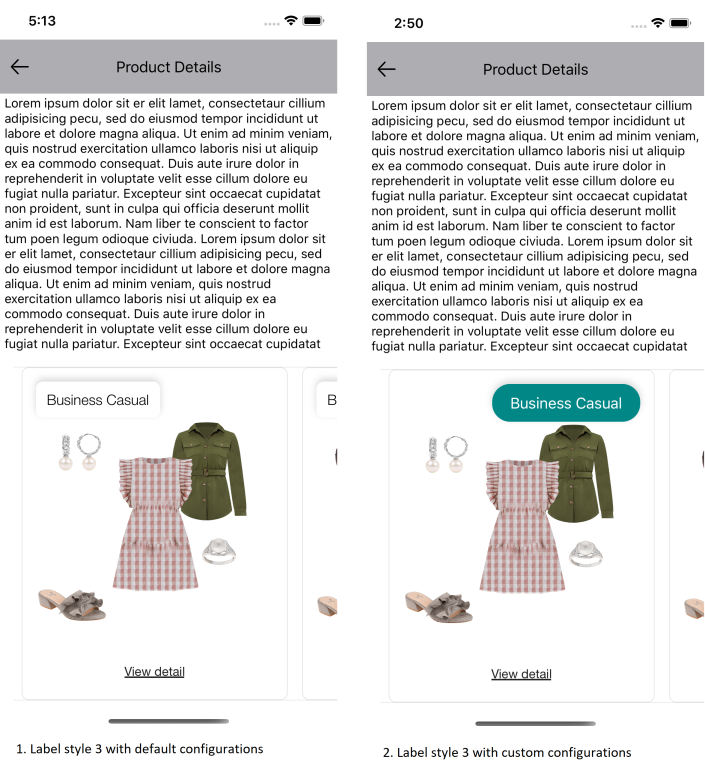 5:13
Product Details
Lorem ipsum dolor sit er elit lamet, consectetaur cillium
adipisicing pecu, sed do eiusmod tempor incididunt ut
labore et dolore magna aliqua. Ut enim ad minim veniam,
quis nostrud exercitation ullamco laboris nisi ut aliquip
ex ea commodo consequat. Duis aute irure dolor in
reprehenderit in voluptate velit esse cillum dolore eu
fugiat nulla pariatur. Excepteur sint occaecat cupidatat
non proident, sunt in culpa qui officia deserunt mollit
anim id est laborum. Nam liber te conscient to factor
tum poen legum odioque civiuda. Lorem ipsum dolor sit
er elit lamet, consectetaur cillium adipisicing pecu, sed
do eiusmod tempor incididunt ut labore et dolore magna
aliqua. Ut enim ad minim veniam, quis nostrud
exercitation ullamco laboris nisi ut aliquip ex ea
commodo consequat. Duis aute irure dolor in
reprehenderit in voluptate velit esse cillum dolore eu
fugiat nulla pariatur. Excepteur sint occaecat cupidatat
Business Casual
B
View detail
1. Label style 3 with default configurations
2:50
Product Details
Lorem ipsum dolor sit er elit lamet, consectetaur cillium
adipisicing pecu, sed do eiusmod tempor incididunt ut
labore et dolore magna aliqua. Ut enim ad minim veniam,
quis nostrud exercitation ullamco laboris nisi ut aliquip
ex ea commodo consequat. Duis aute irure dolor in
reprehenderit in voluptate velit esse cillum dolore eu
fugiat nulla pariatur. Excepteur sint occaecat cupidatat
non proident, sunt in culpa qui officia deserunt mollit
anim id est laborum. Nam liber te conscient to factor
tum poen legum odioque civiuda. Lorem ipsum dolor sit
er elit lamet, consectetaur cillium adipisicing pecu, sed
do eiusmod tempor incididunt ut labore et dolore magna
aliqua. Ut enim ad minim veniam, quis nostrud
exercitation ullamco laboris nisi ut aliquip ex ea
commodo consequat. Duis aute irure dolor in
reprehenderit in voluptate velit esse cillum dolore eu
fugiat nulla pariatur. Excepteur sint occaecat cupidatat
Business Casual
View detail
2. Label style 3 with custom configurations